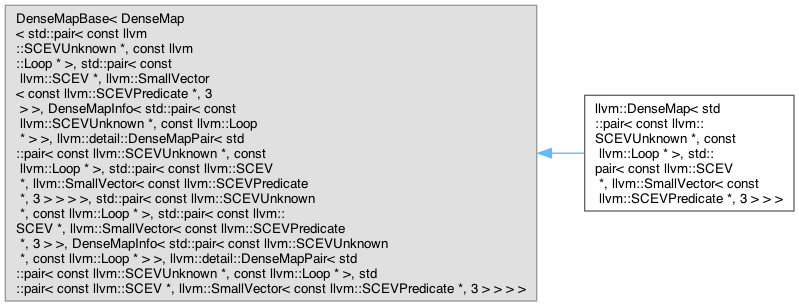 DenseMapBase< DenseMap
< std::pair< const llvm
::SCEVUnknown *, const llvm
::Loop * >, std::pair< const
llvm::SCEV *, llvm::SmallVector
< const llvm::SCEVPredicate *, 3
> >, DenseMapInfo< std::pair< const
llvm::SCEVUnknown *, const llvm::Loop
* > >, llvm::detail::DenseMapPair< std
::pair< const llvm::SCEVUnknown *, const
llvm::Loop * >, std::pair< const llvm::SCEV
*, llvm::SmallVector< const llvm::SCEVPredicate
*, 3 > > > >, std::pair< const llvm::SCEVUnknown
*, const llvm::Loop * >, std::pair< const llvm::
SCEV *, llvm::SmallVector< const llvm::SCEVPredicate
*, 3 > >, DenseMapInfo< std::pair< const llvm::SCEVUnknown
*, const llvm::Loop * > >, llvm::detail::DenseMapPair< std
::pair< const llvm::SCEVUnknown *, const llvm::Loop * >, std
::pair< const llvm::SCEV *, llvm::SmallVector< const llvm::SCEVPredicate *, 3 > > > >
llvm::DenseMap< std
::pair< const llvm::
SCEVUnknown *, const
llvm::Loop * >, std::
pair< const llvm::SCEV
*, llvm::SmallVector< const
llvm::SCEVPredicate *, 3 > > >